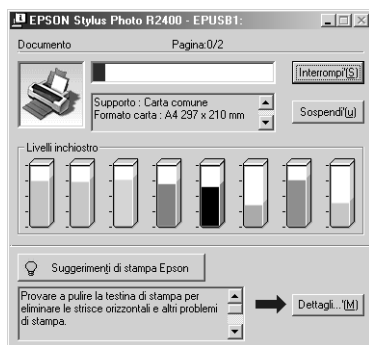 EPSON Stylus Photo R2400 - EPUSB1:
Documento Pagina:0/2
Interrompi'(S)
Supporto : Carta comune
Formato carta : A4 297 x 210 mm
Sospendi'(u)
Livelli inchiostro
Suggerimenti di stampa Epson
Provare a pulire la testina di stampa per
eliminare le strisce orizzontali e altri problemi
di stampa.
Dettagli...'(M)